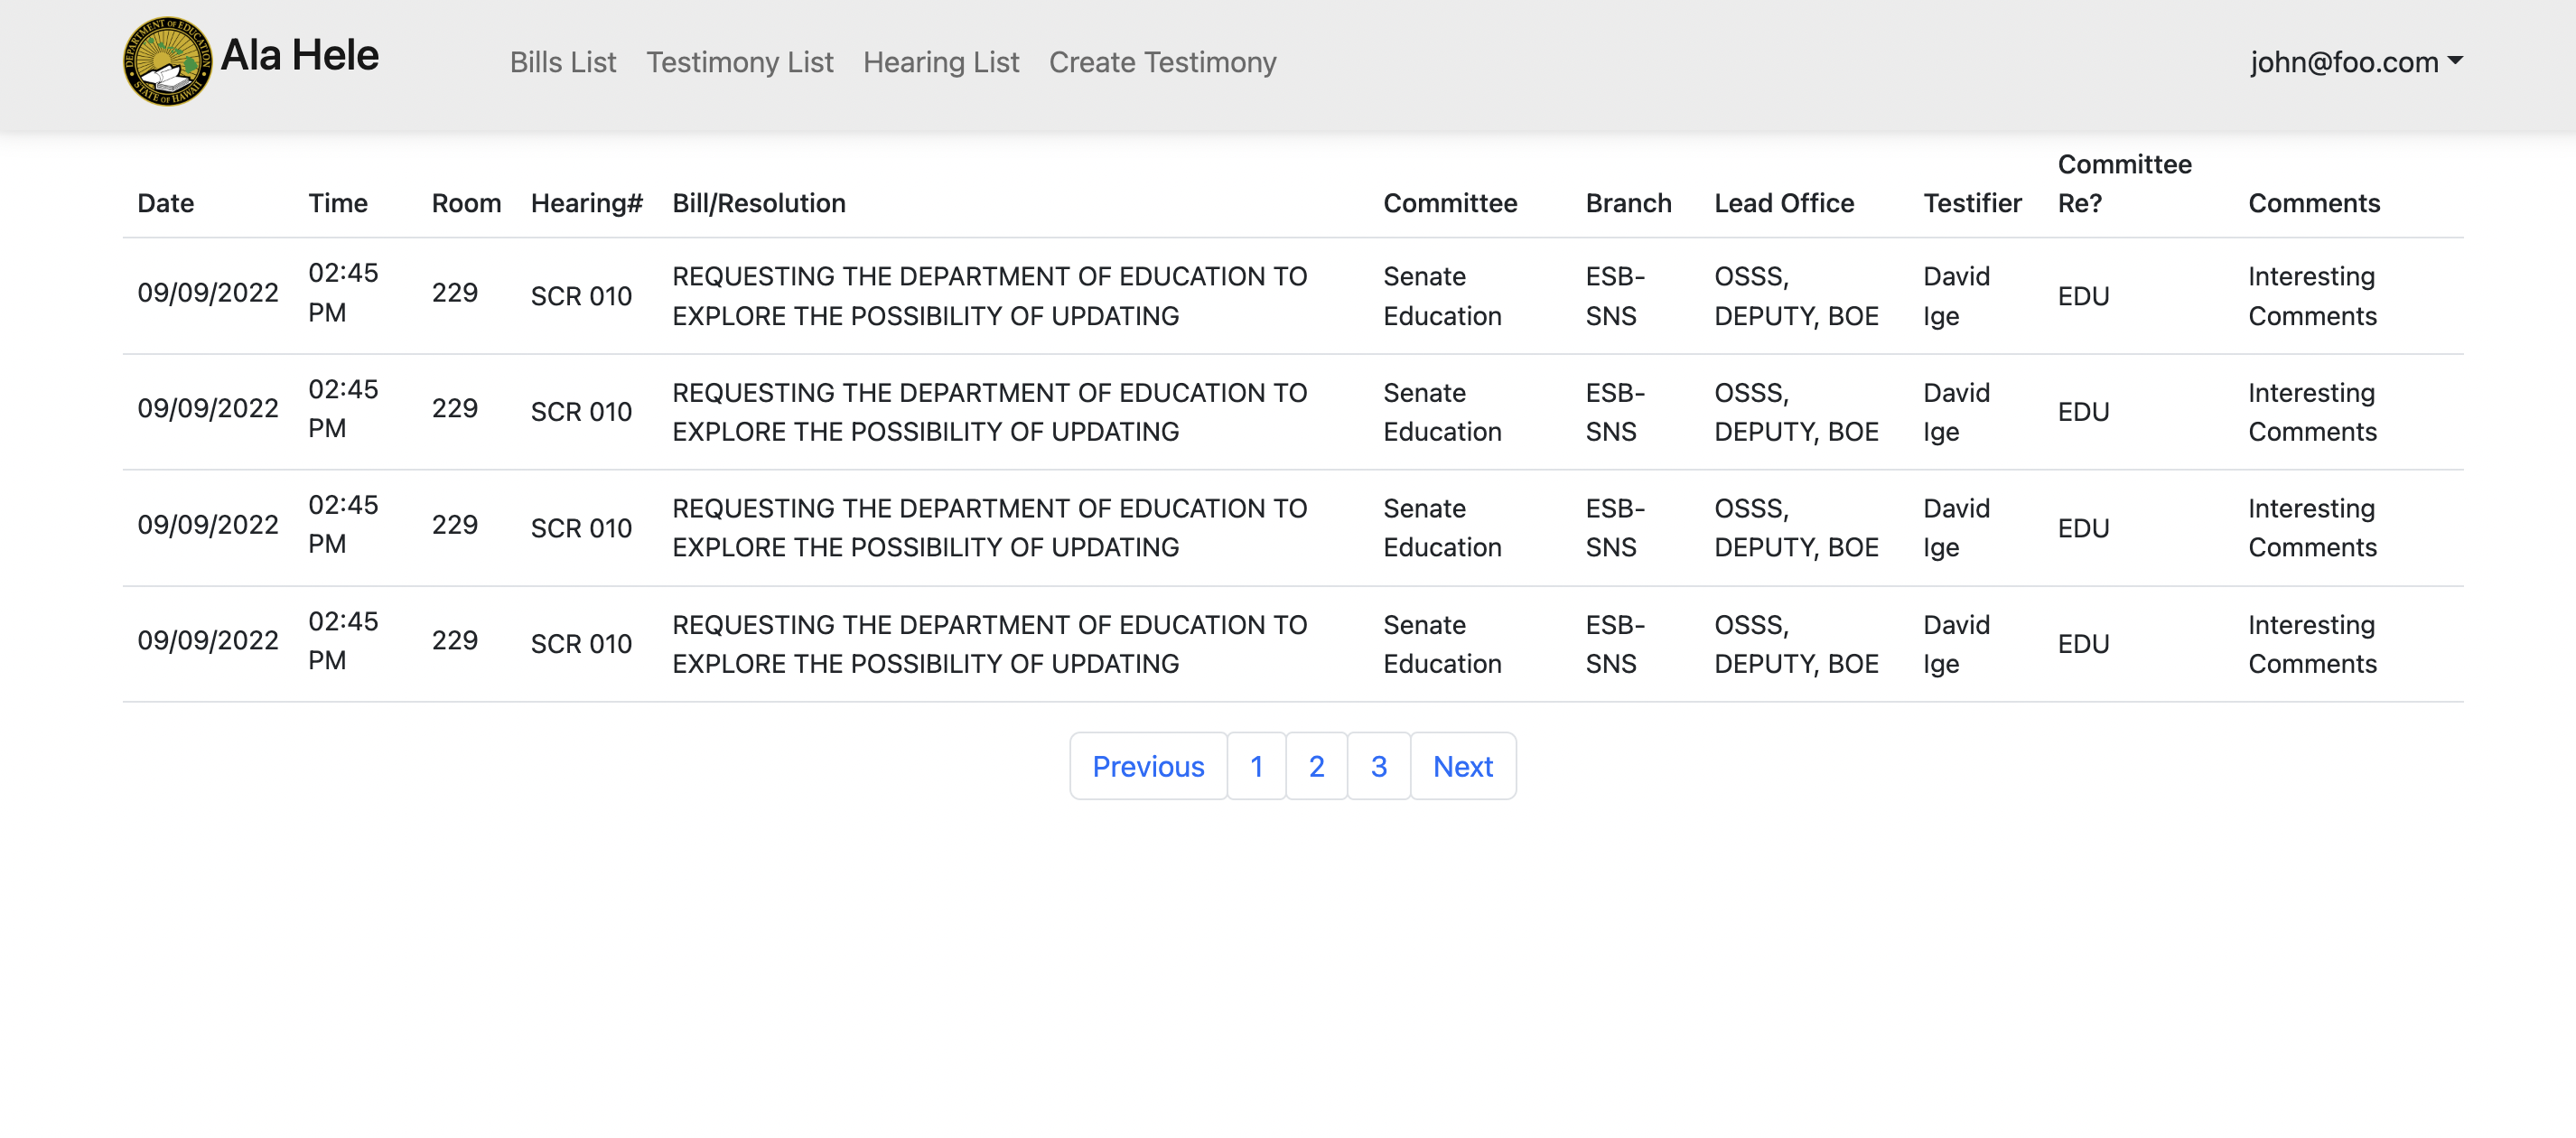 DEPARTMENT OF EDUCATION
STATE OF HAWAII
Ala Hele
Bills List Testimony List Hearing List Create Testimony
john@foo.com
Date Time Room Hearing# Bill/Resolution Committee Branch Lead Office Testifier Committee Re? Comments
09/09/2022 02:45 PM 229 SCR 010 REQUESTING THE DEPARTMENT OF EDUCATION TO EXPLORE THE POSSIBILITY OF UPDATING Senate Education ESB-SNS OSSS, DEPUTY, BOE David Ige EDU Interesting Comments
09/09/2022 02:45 PM 229 SCR 010 REQUESTING THE DEPARTMENT OF EDUCATION TO EXPLORE THE POSSIBILITY OF UPDATING Senate Education ESB-SNS OSSS, DEPUTY, BOE David Ige EDU Interesting Comments
09/09/2022 02:45 PM 229 SCR 010 REQUESTING THE DEPARTMENT OF EDUCATION TO EXPLORE THE POSSIBILITY OF UPDATING Senate Education ESB-SNS OSSS, DEPUTY, BOE David Ige EDU Interesting Comments
09/09/2022 02:45 PM 229 SCR 010 REQUESTING THE DEPARTMENT OF EDUCATION TO EXPLORE THE POSSIBILITY OF UPDATING Senate Education ESB-SNS OSSS, DEPUTY, BOE David Ige EDU Interesting Comments
Previous 1 2 3 Next